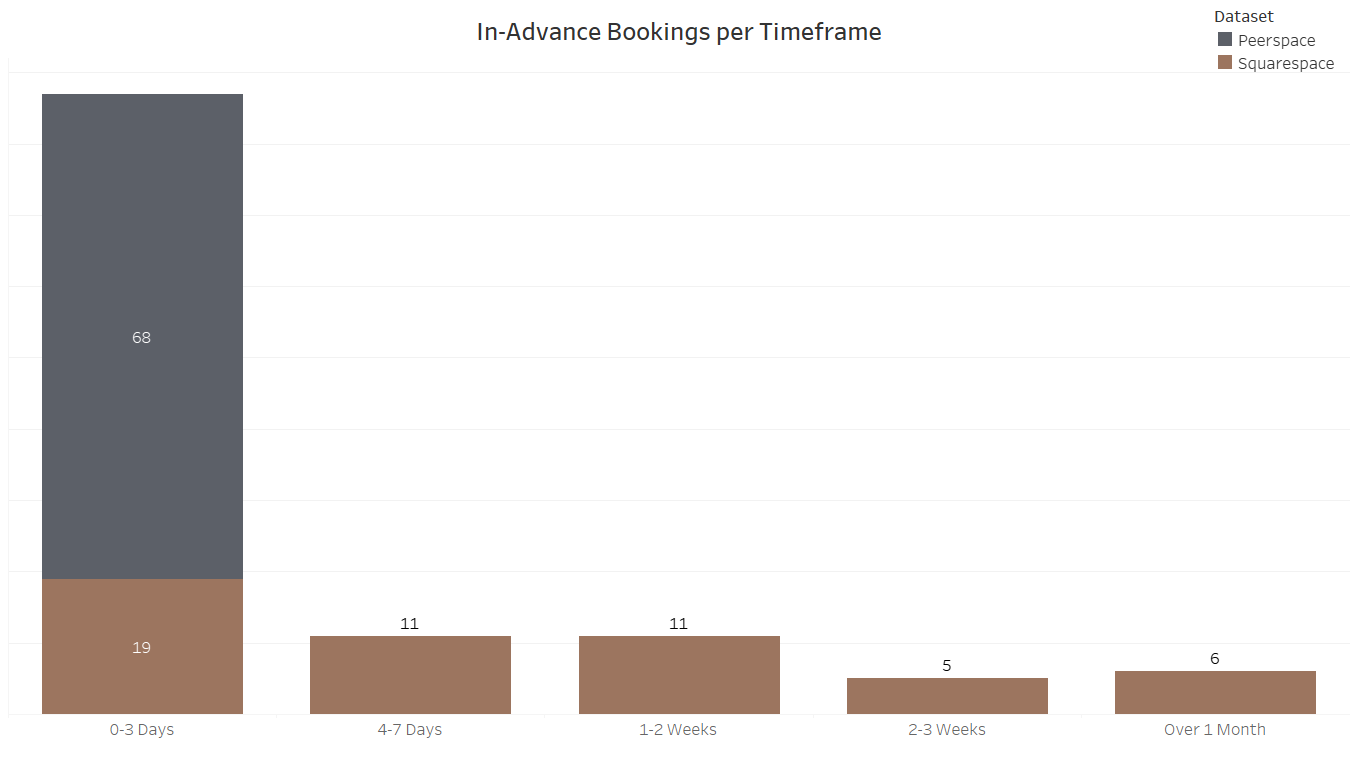 In-Advance Bookings per Timeframe
Dataset
Peerspace
Squarespace
68
19
11
11
5
6
0-3 Days
4-7 Days
1-2 Weeks
2-3 Weeks
Over 1 Month